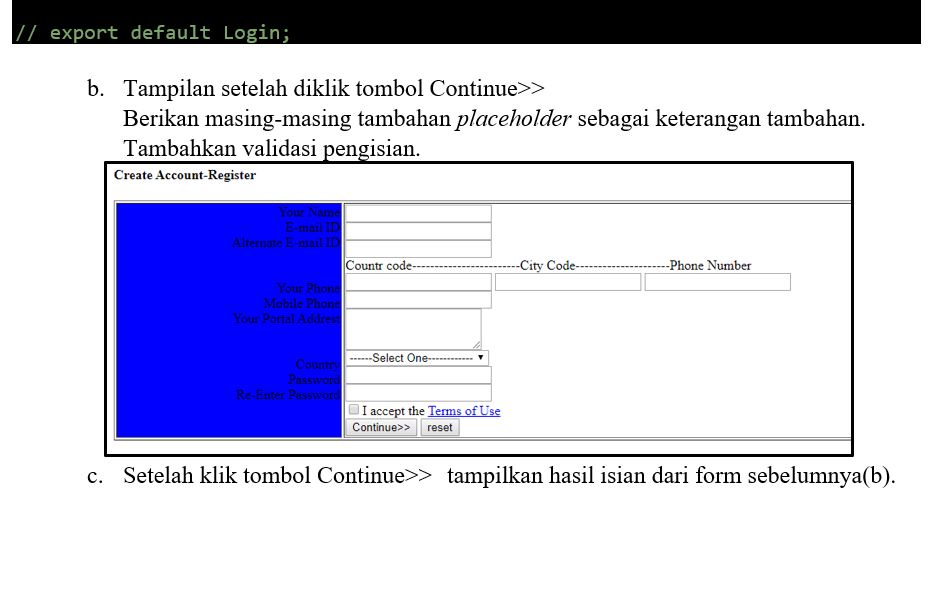 // export default Login;
b. Tampilan setelah diklik tombol Continue>>
Berikan masing-masing tambahan placeholder sebagai keterangan tambahan.
Tambahkan validasi pengisian.
Create Account-Register
Your Name
E-mail ID
Alternate E-mail ID
Countr code------------------------City Code---------------------Phone Number
Your Phone
Mobile Phone
Your Portal Addrest
------Select One------------
Country
Password
Re-Enter Password
I accept the Terms of Use
Continue>> reset
c. Setelah klik tombol Continue>> tampilkan hasil isian dari form sebelumnya(b).